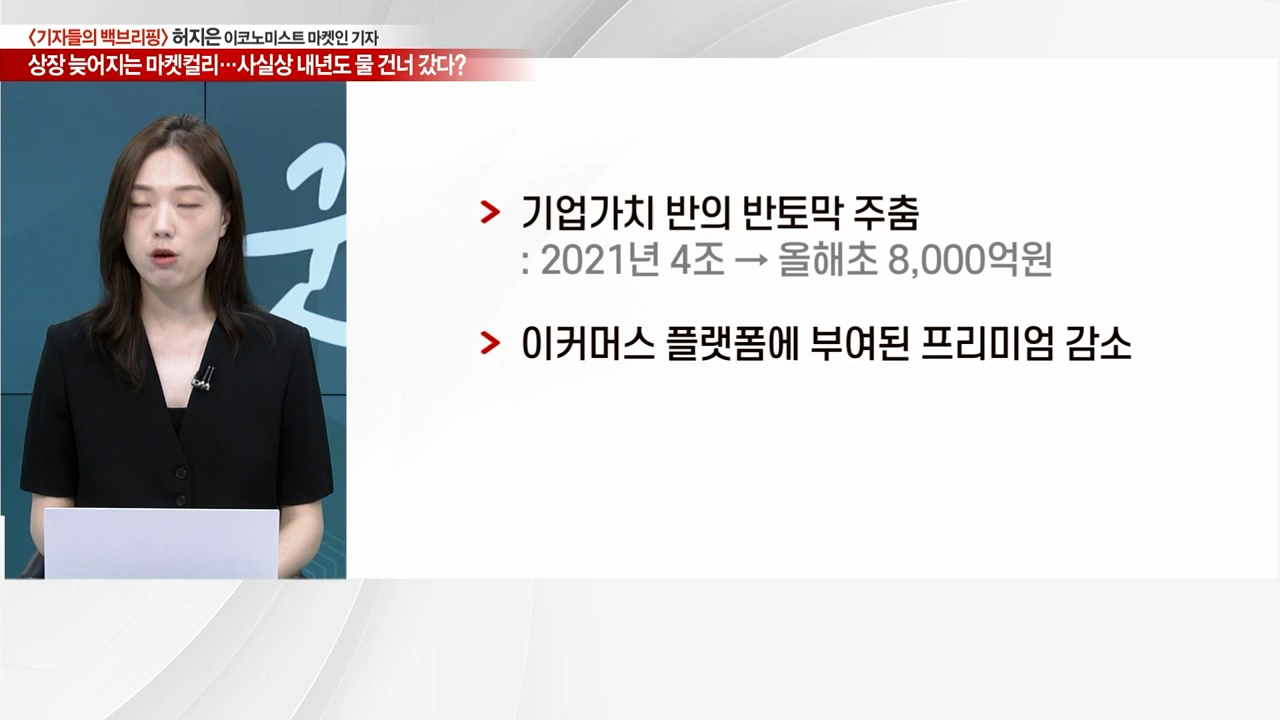 <기자들의 백브리핑> 허지은 이코노미스트 마켓인 기자
상장 늦어지는 마켓컬리…사실상 내년도 물 건너 갔다?
> 기업가치 반의 반토막 주춤
: 2021년 4조 → 올해초 8,000억원
> 이커머스 플랫폼에 부여된 프리미엄 감소